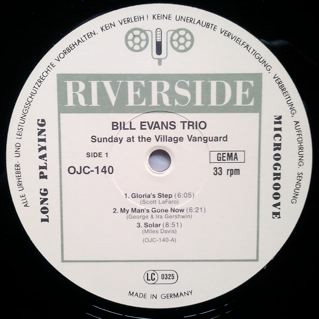 ALLE URHEBER- UND LEISTUNGSSCHUTZRECHTE VORBEHALTEN. KEINE UNERLAUBTE VERVIELFÄLTIGUNG, VERBREITUNG, AUFFÜHRUNG, SENDUNG
RIVERSIDE
LONG PLAYING
MICROGROOVE
BILL EVANS TRIO
Sunday at the Village Vanguard
SIDE 1
GEMA
OJC-140
33 rpm
1. Gloria's Step (6:05)
(Scott LaFaro)
2. My Man's Gone Now (6:21)
(George & Ira Gershwin)
3. Solar (8:51)
(Miles Davis)
(OJC-140-A)
LC 0325
MADE IN GERMANY